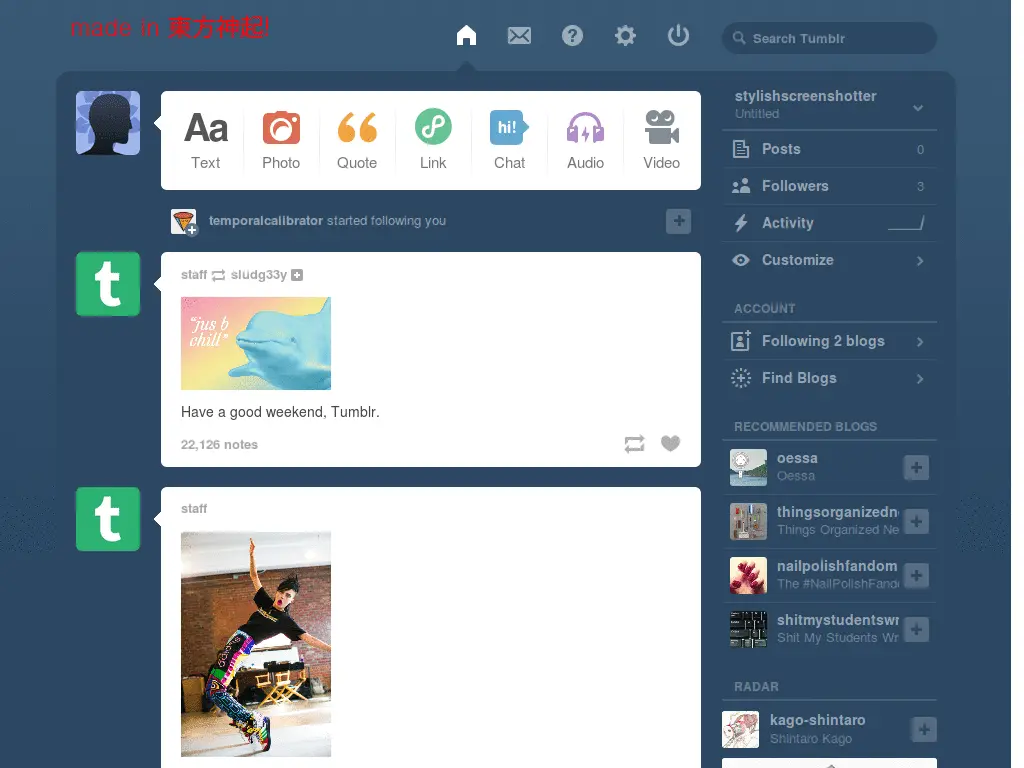 made in 東方神起!
Search Tumblr
Aa
hi!
Text
Photo
Quote
Link
Chat
Audio
Video
temporalcalibrator started following you
t
staff slüdg33y
"jus b
chill"
Have a good weekend, Tumblr.
22,126 notes
t
staff
stylishscreenshotter
Untitled
Posts 0
Followers 3
Activity
Customize
ACCOUNT
Following 2 blogs
Find Blogs
RECOMMENDED BLOGS
oessa
Oessa
thingsorganizedn
Things Organized Ne
nailpolishfandom
The #NailPolishFand
shitmystudentswr
Shit My Students Wr
RADAR
kago-shintaro
Shintaro Kago